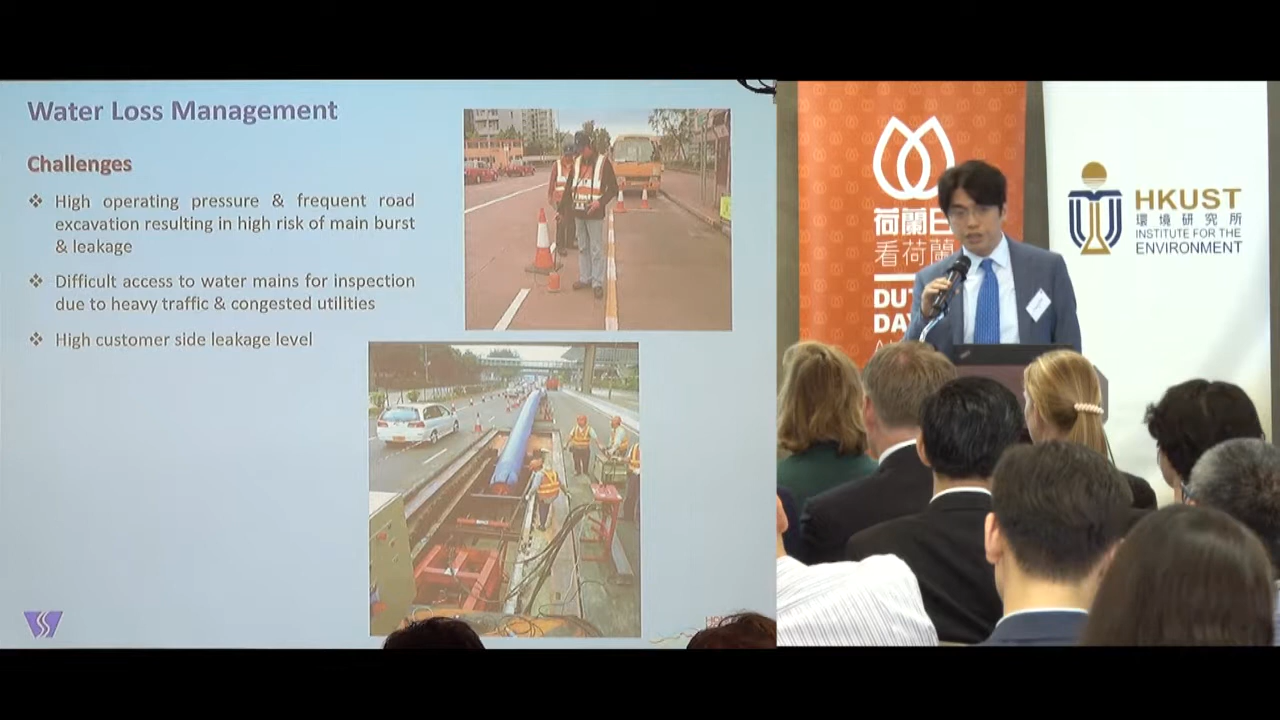 Water Loss Management
Challenges
❖ High operating pressure & frequent road
excavation resulting in high risk of main burst
& leakage
❖ Difficult access to water mains for inspection
due to heavy traffic & congested utilities
❖ High customer side leakage level
荷蘭日
看荷蘭
DUT
DAY
HKUST
環境研究所
INSTITUTE FOR THE
ENVIRONMENT